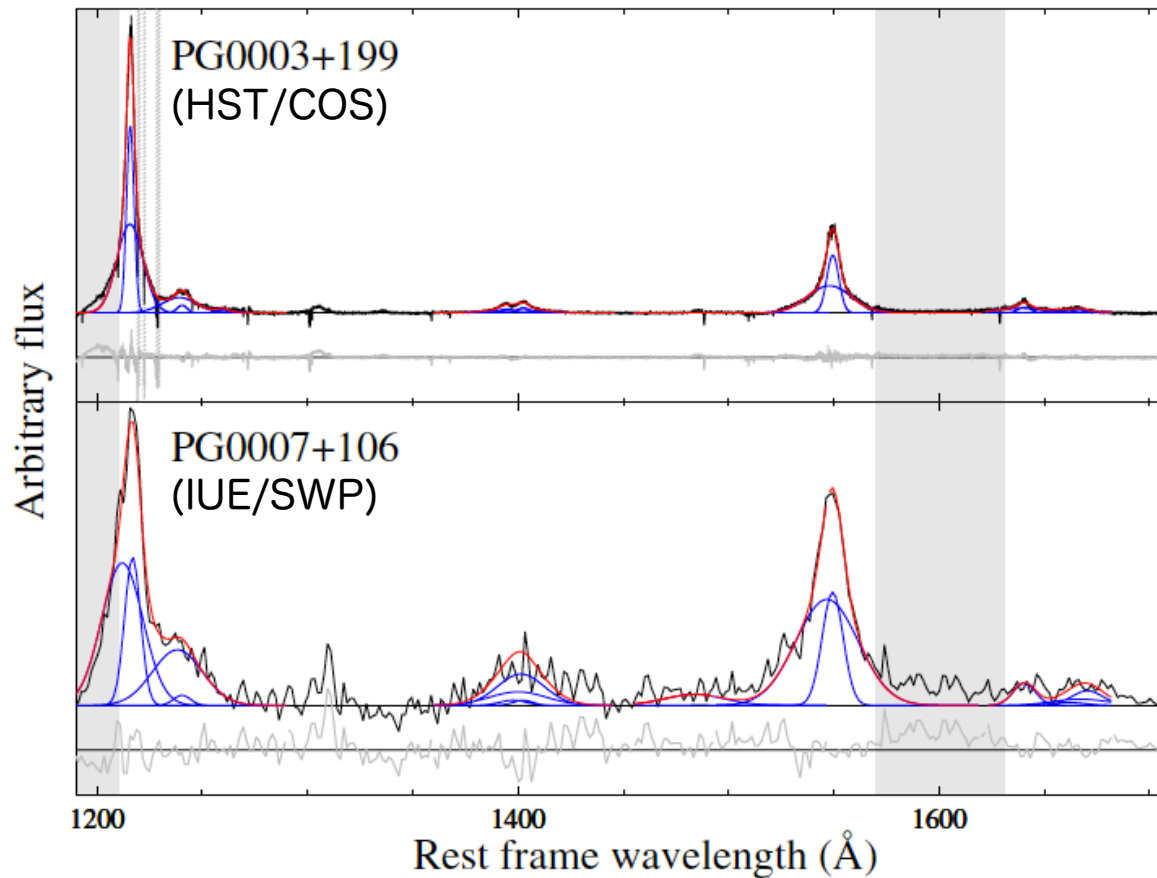 PG0003+199
(HST/COS)
PG0007+106
(IUE/SWP)
Arbitrary flux
1200 1400 1600
Rest frame wavelength (Å)